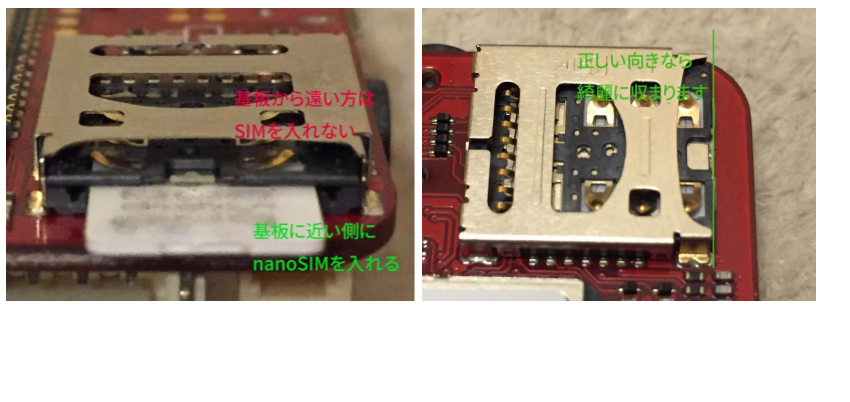 基板から遠い方は
SIMを入れない
基板に近い側に
nanoSIMを入れる
正しい向きなら
綺麗に収まります